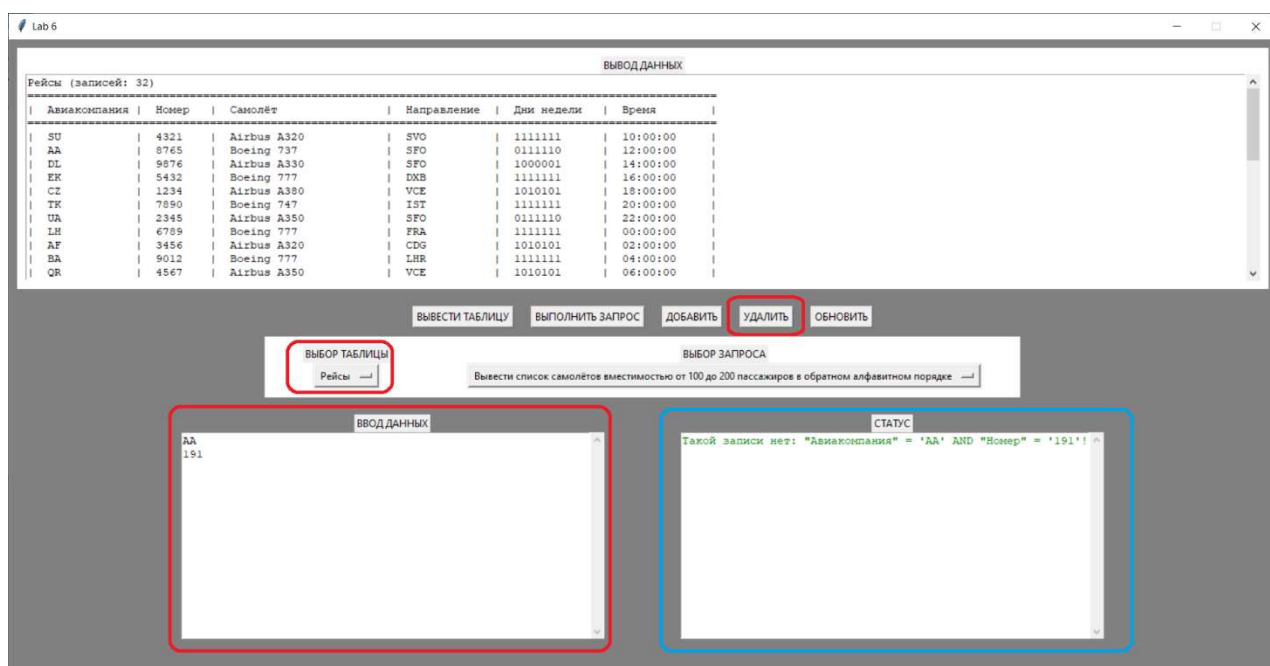 Lab 6
ВЫВОД ДАННЫХ
Рейсы (записей: 32)
| Авиакомпания | Номер | Самолёт | Направление | Дни недели | Время |
| SU | 4321 | Airbus A320 | SVO | 1111111 | 10:00:00 |
| AA | 8765 | Boeing 737 | SFO | 0111110 | 12:00:00 |
| DL | 9876 | Airbus A330 | SFO | 1000001 | 14:00:00 |
| EK | 5432 | Boeing 777 | DXB | 1111111 | 16:00:00 |
| CZ | 1234 | Airbus A380 | VCE | 1010101 | 18:00:00 |
| TK | 7890 | Boeing 747 | IST | 1111111 | 20:00:00 |
| UA | 2345 | Airbus A350 | SFO | 0111110 | 22:00:00 |
| LH | 6789 | Boeing 777 | FRA | 1111111 | 00:00:00 |
| AF | 3456 | Airbus A320 | CDG | 1010101 | 02:00:00 |
| BA | 9012 | Boeing 777 | LHR | 1111111 | 04:00:00 |
| QR | 4567 | Airbus A350 | VCE | 1010101 | 06:00:00 |
ВЫВЕСТИ ТАБЛИЦУ ВЫПОЛНИТЬ ЗАПРОС ДОБАВИТЬ УДАЛИТЬ ОБНОВИТЬ
ВЫБОР ТАБЛИЦЫ ВЫБОР ЗАПРОСА
Рейсы Вывести список самолётов вместимостью от 100 до 200 пассажиров в обратном алфавитном порядке
ВВОД ДАННЫХ
AA
191
СТАТУС
Такой записи нет: "Авиакомпания" = 'AA' AND "Номер" = '191'!